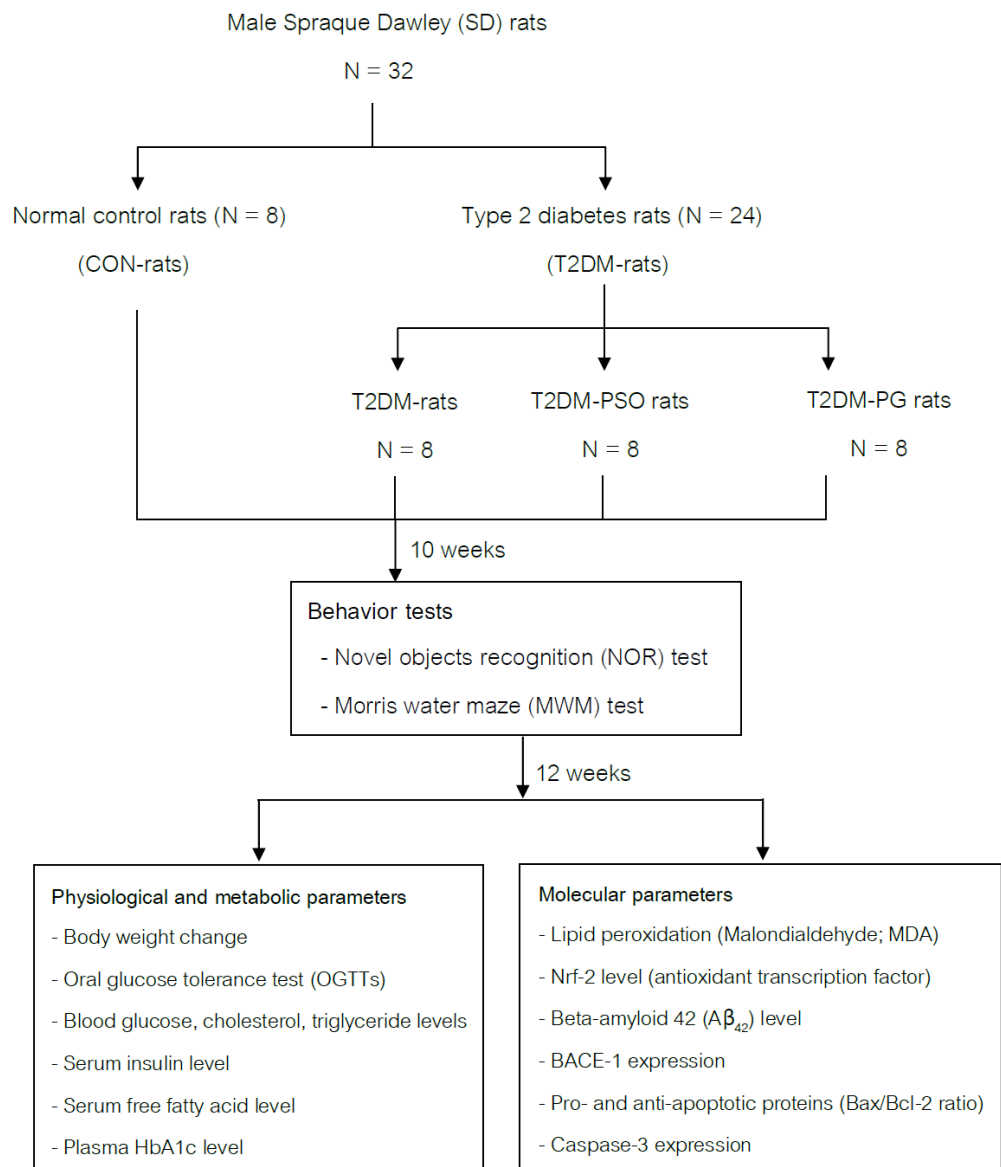 Male Spraque Dawley (SD) rats
N = 32
Normal control rats (N = 8)
(CON-rats)
Type 2 diabetes rats (N = 24)
(T2DM-rats)
T2DM-rats
N = 8
T2DM-PSO rats
N = 8
T2DM-PG rats
N = 8
10 weeks
Behavior tests
- Novel objects recognition (NOR) test
- Morris water maze (MWM) test
12 weeks
Physiological and metabolic parameters
- Body weight change
- Oral glucose tolerance test (OGTTs)
- Blood glucose, cholesterol, triglyceride levels
- Serum insulin level
- Serum free fatty acid level
- Plasma HbA1c level
Molecular parameters
- Lipid peroxidation (Malondialdehyde; MDA)
- Nrf-2 level (antioxidant transcription factor)
- Beta-amyloid 42 (Aβ42) level
- BACE-1 expression
- Pro- and anti-apoptotic proteins (Bax/Bcl-2 ratio)
- Caspase-3 expression